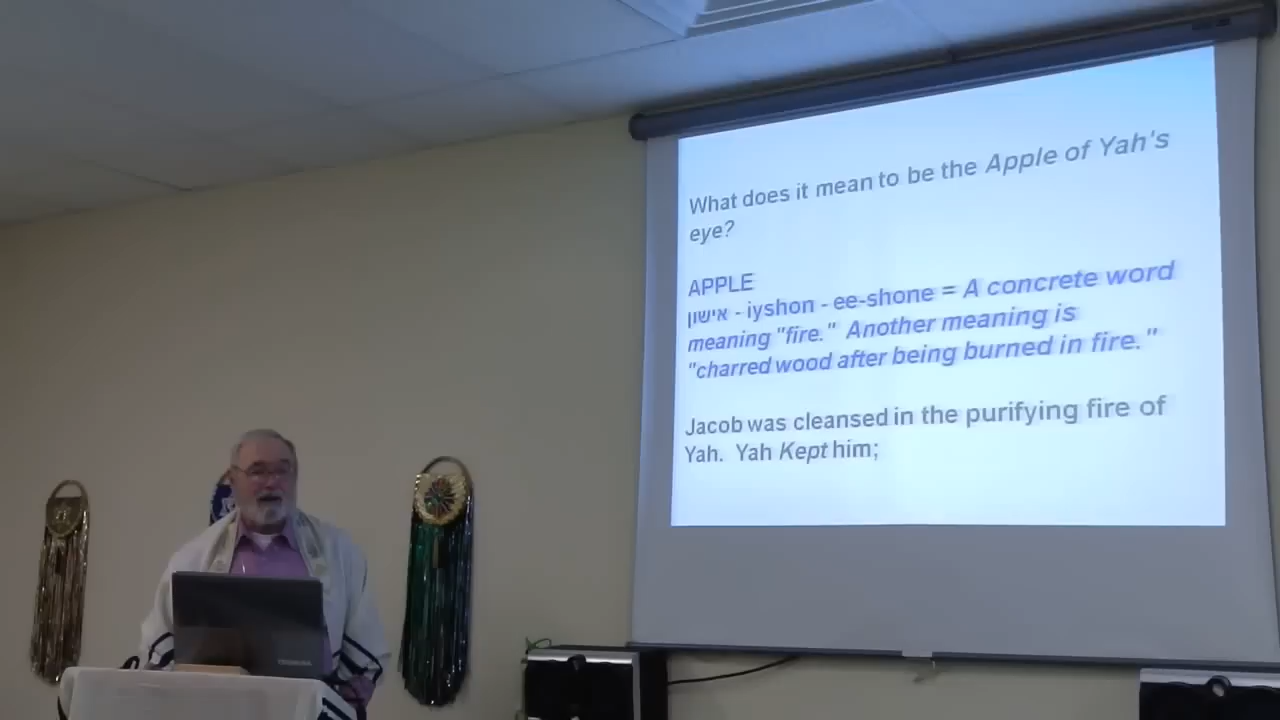 What does it mean to be the Apple of Yah's
eye?
APPLE
אישון - iyshon - ee-shone = A concrete word
meaning "fire." Another meaning is
"charred wood after being burned in fire."
Jacob was cleansed in the purifying fire of
Yah. Yah Kept him;
TOSHIBA